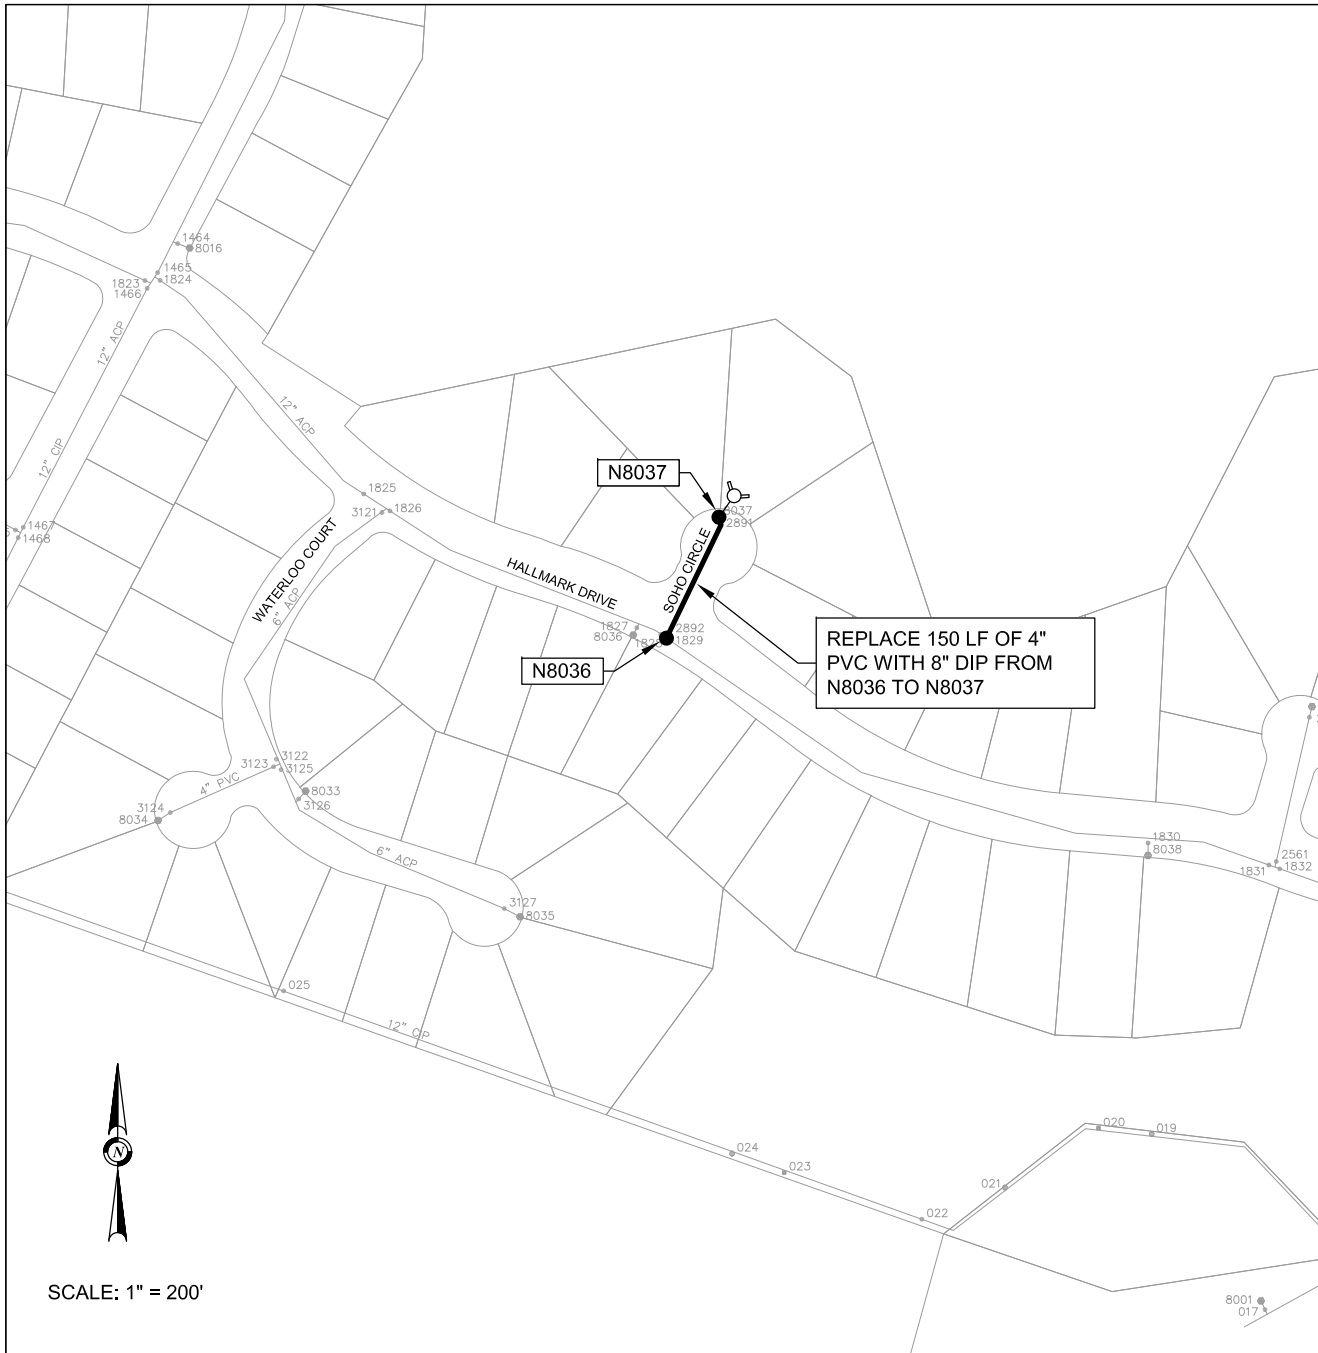 1464
8016
1465
1824
1823
1466
12" ACP
12" CIP
12" ACP
1467
1468
1825
3121
1826
N8037
8037
2891
SOHO CIRCLE
WATERLOO COURT
6" ACP
HALLMARK DRIVE
1827
8036
2892
1829
N8036
REPLACE 150 LF OF 4"
PVC WITH 8" DIP FROM
N8036 TO N8037
3122
3123
3125
4" PVC
8033
3126
3124
8034
6" ACP
3127
8035
1830
8038
2561
1831
1832
025
12" CIP
024
023
022
021
020
019
N
SCALE: 1" = 200'
8001
017